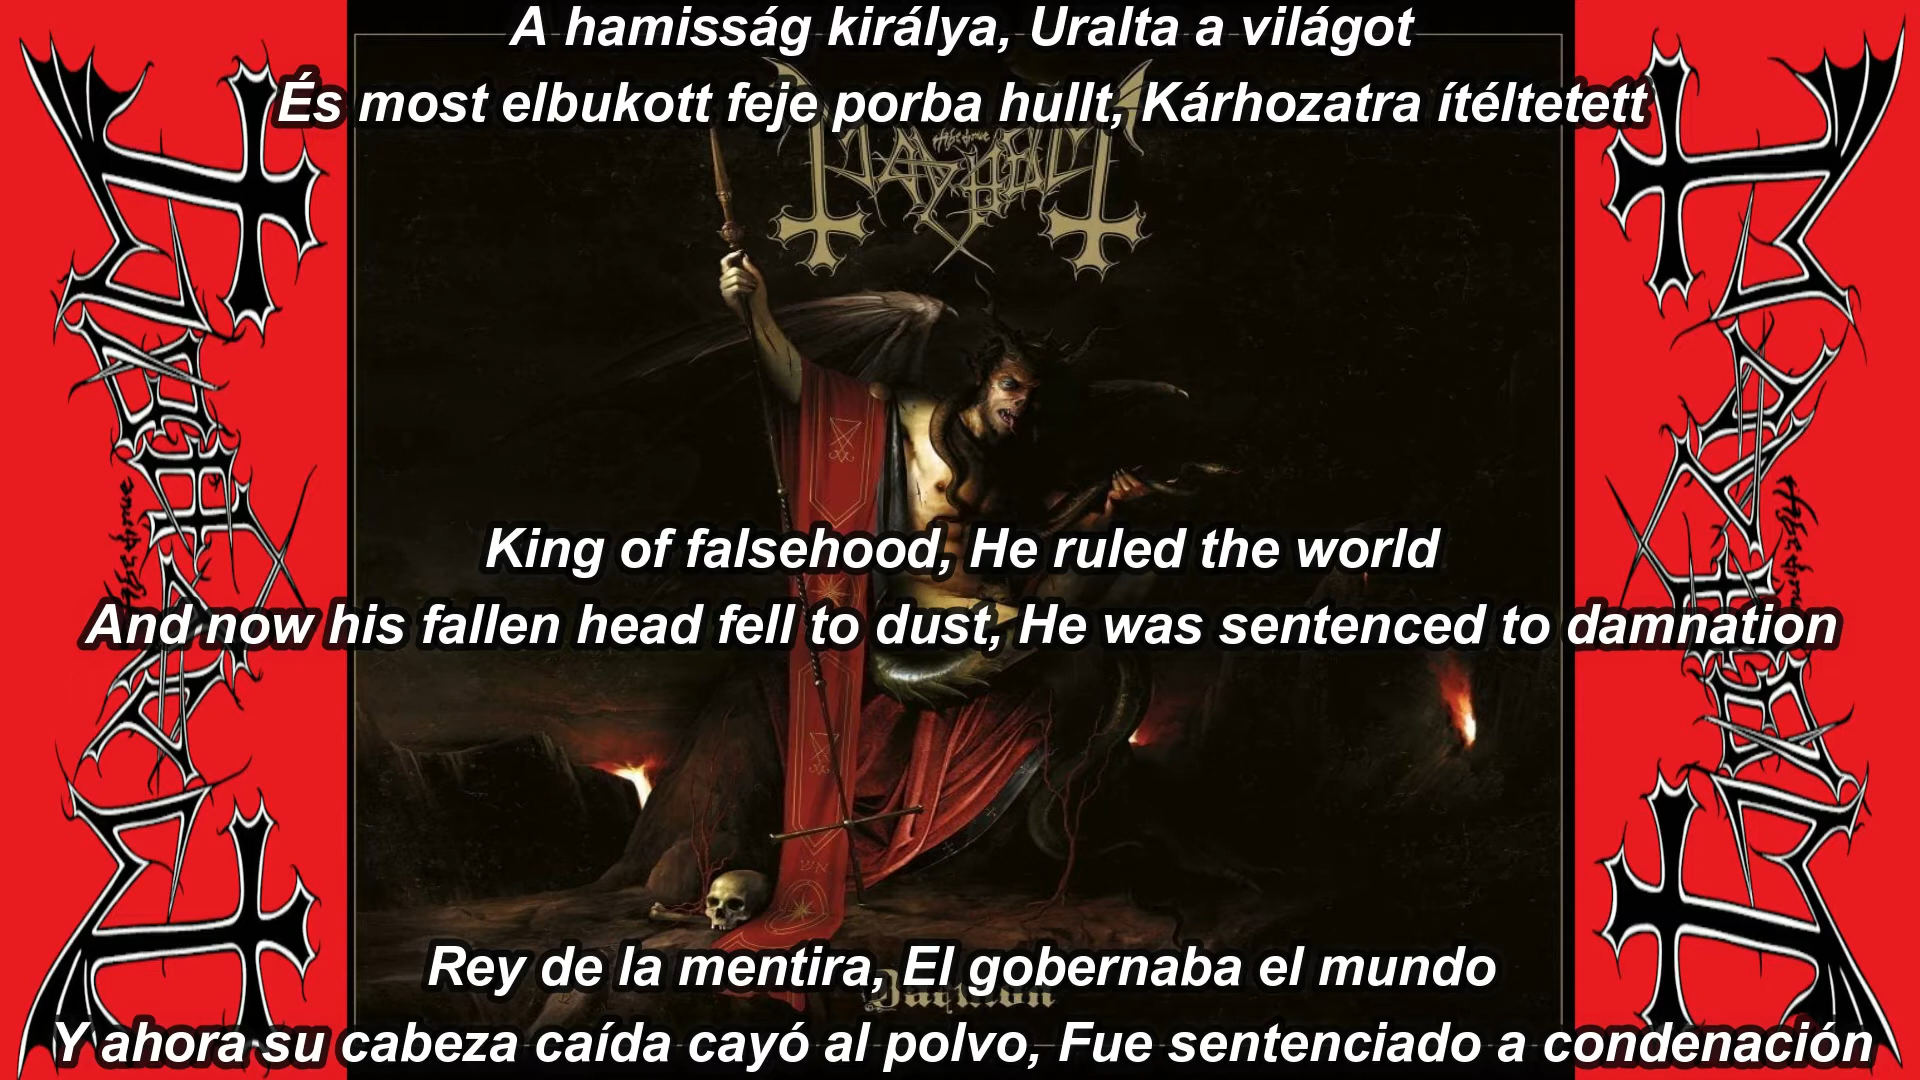 A hamisság királya, Uralta a világot
És most elbukott feje porba hullt, Kárhozatra ítéltetett
Mayhem
King of falsehood, He ruled the world
And now his fallen head fell to dust, He was sentenced to damnation
Rey de la mentira, El gobernaba el mundo
Daemon
Y ahora su cabeza caída cayó al polvo, Fue sentenciado a condenación